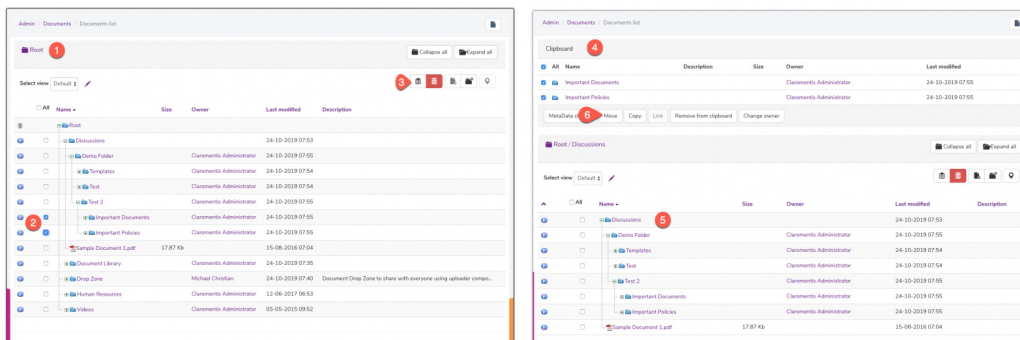 Admin / Documents / Documents list
Root
1
Collapse all
Expand all
Select view Default
3
All Name Size Owner Last modified Description
Root
Discussions 24-10-2019 07:53
Demo Folder Claromentis Administrator 24-10-2019 07:55
Templates Claromentis Administrator 24-10-2019 07:54
Test Claromentis Administrator 24-10-2019 07:54
Test 2 Claromentis Administrator 24-10-2019 07:55
2
Important Documents Claromentis Administrator 24-10-2019 07:55
Important Policies Claromentis Administrator 24-10-2019 07:55
Sample Document 1.pdf 17.87 Kb 15-08-2016 07:04
Document Library Claromentis Administrator 24-10-2019 07:35
Drop Zone Michael Christian 24-10-2019 07:40 Document Drop Zone to share with everyone using uploader compo...
Human Resources Claromentis Administrator 12-06-2017 06:53
Videos Claromentis Administrator 05-05-2015 09:52
Admin / Documents / Documents list
Clipboard
4
All Name Description Size Owner Last modified
Important Documents Claromentis Administrator 24-10-2019 07:55
Important Policies Claromentis Administrator 24-10-2019 07:55
MetaData
6
Move Copy Link Remove from clipboard Change owner
Root / Discussions
Collapse all
Expand all
Select view Default
All Name Size Owner Last modified Description
Discussions 24-10-2019 07:53
5
Demo Folder Claromentis Administrator 24-10-2019 07:55
Templates Claromentis Administrator 24-10-2019 07:54
Test Claromentis Administrator 24-10-2019 07:54
Test 2 Claromentis Administrator 24-10-2019 07:55
Important Documents Claromentis Administrator 24-10-2019 07:55
Important Policies Claromentis Administrator 24-10-2019 07:55
Sample Document 1.pdf 17.87 Kb 15-08-2016 07:04